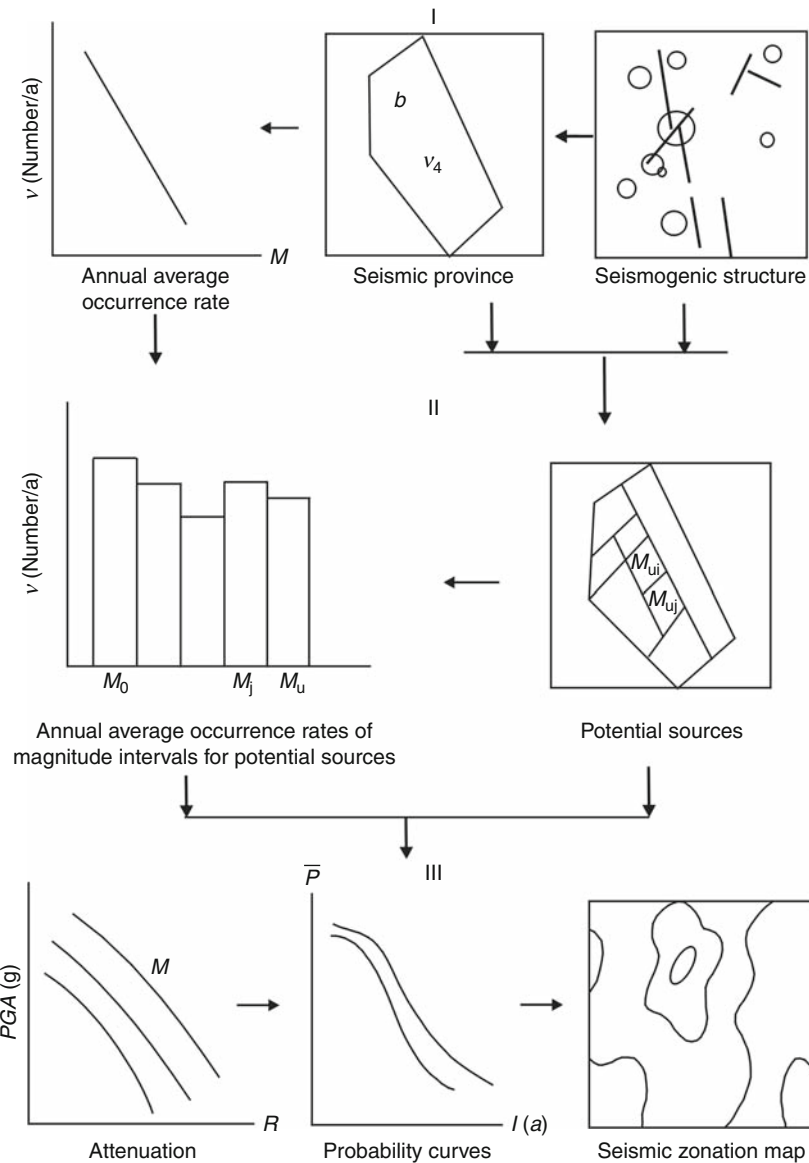 I
ν (Number/a)
b
ν4
M
Annual average
occurrence rate
Seismic province
Seismogenic structure
II
ν (Number/a)
M0
Mj
Mu
Mui
Muj
Annual average occurrence rates of
magnitude intervals for potential sources
Potential sources
III
PGA (g)
M
R
P̅
I (a)
Attenuation
Probability curves
Seismic zonation map